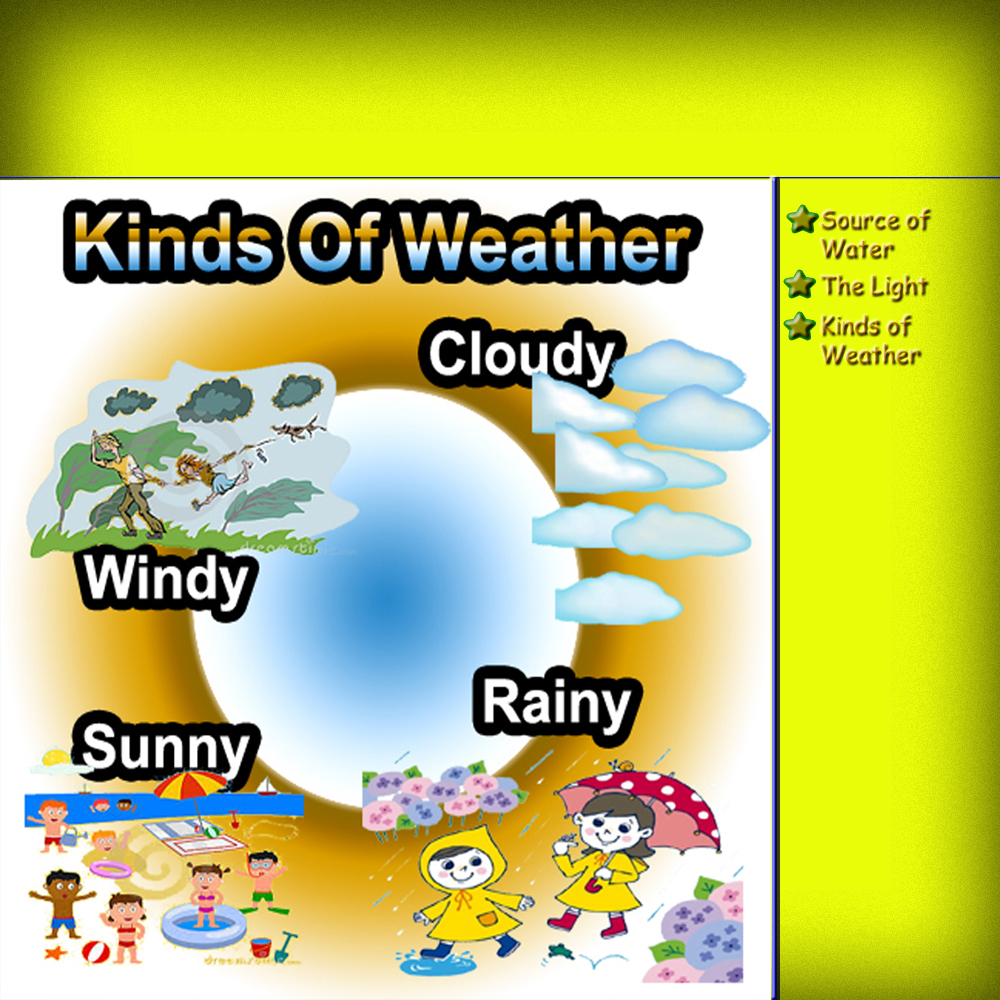 Kinds Of Weather
Source of
Water
The Light
Kinds of
Weather
Cloudy
Windy
Rainy
Sunny